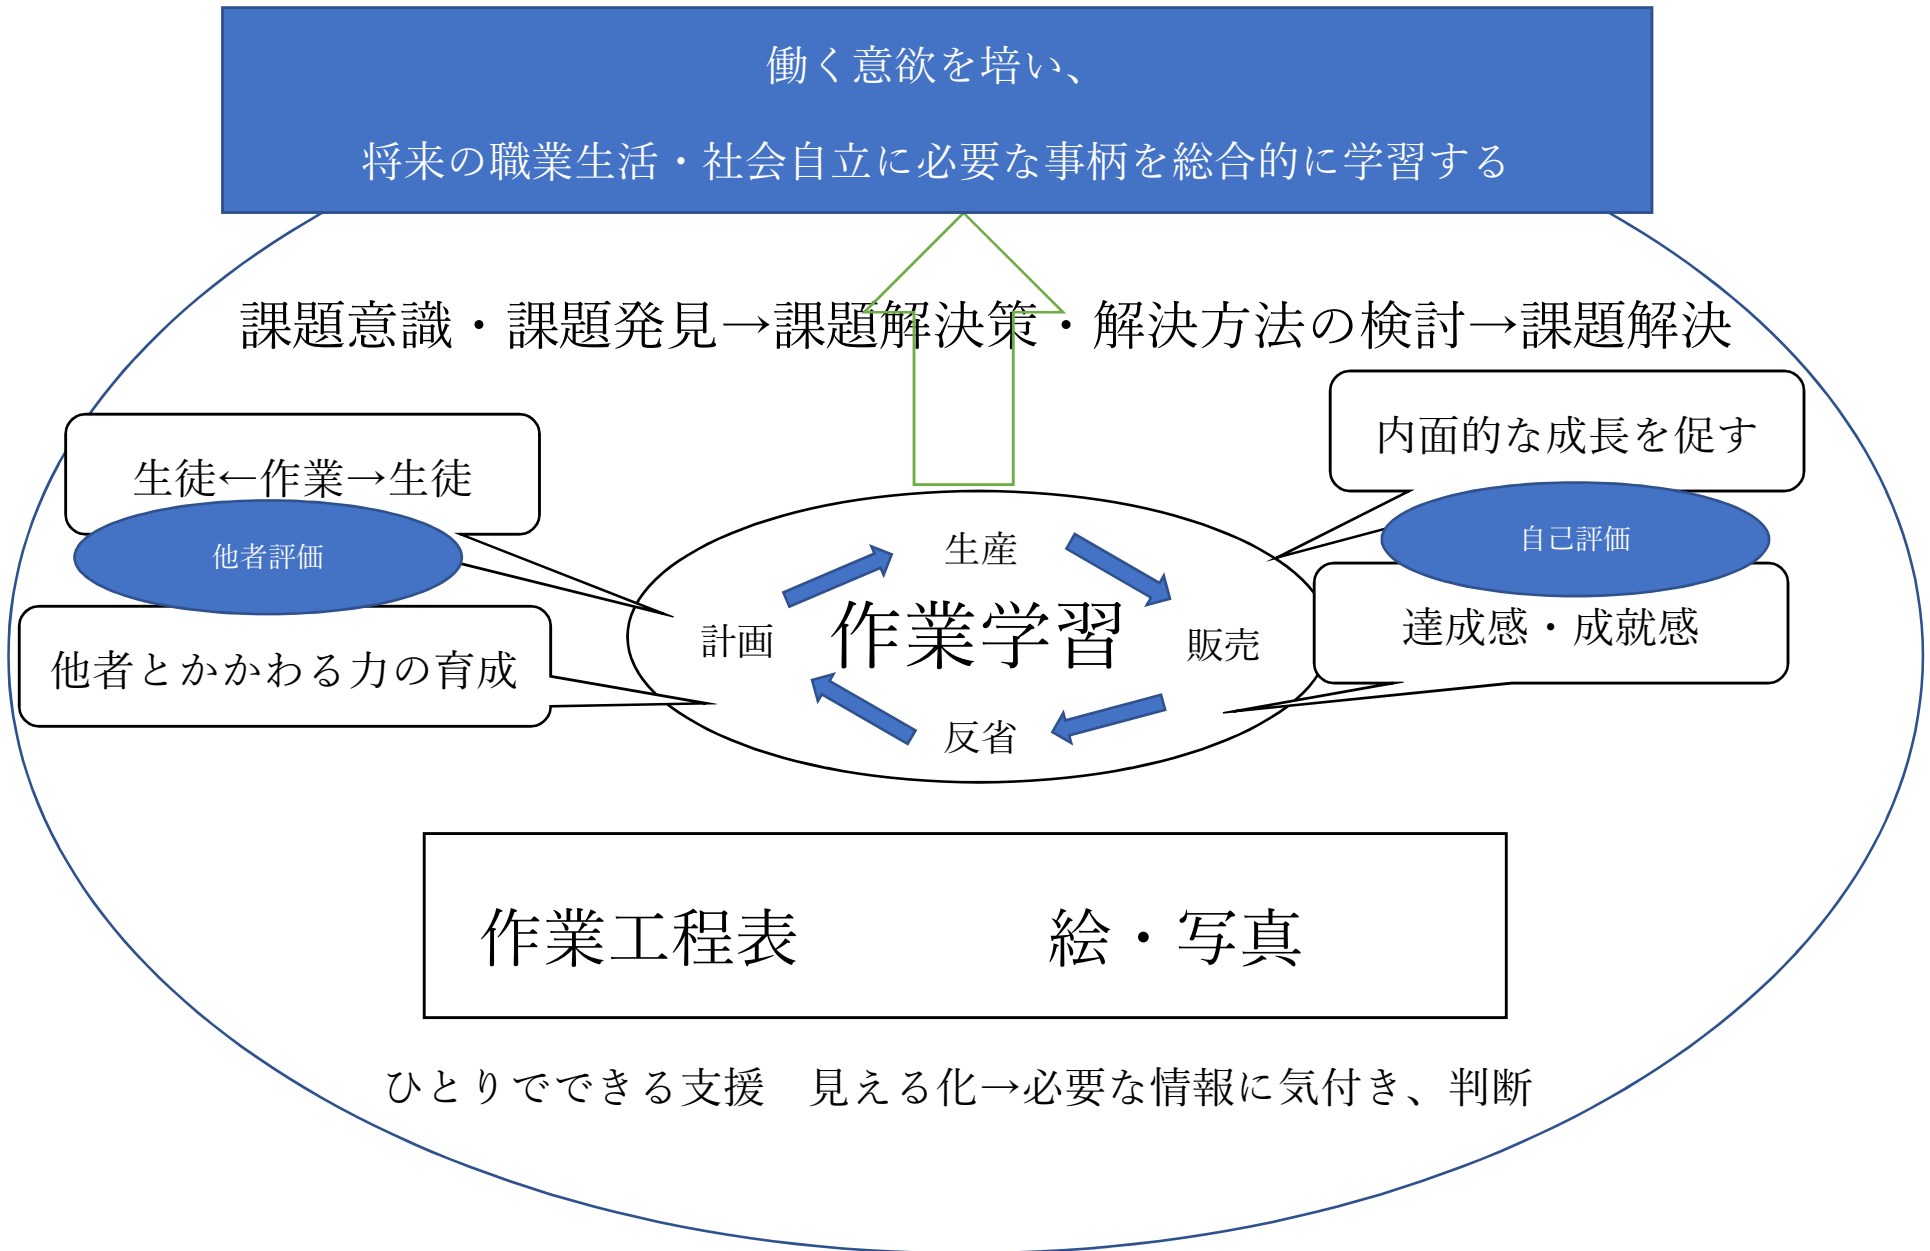 働く意欲を培い、
将来の職業生活・社会自立に必要な事柄を総合的に学習する
課題意識・課題発見→課題解決策・解決方法の検討→課題解決
生徒←作業→生徒
他者評価
他者とかかわる力の育成
内面的な成長を促す
自己評価
達成感・成就感
生産
計画
作業学習
販売
反省
作業工程表　　　　絵・写真
ひとりでできる支援　見える化→必要な情報に気付き、判断